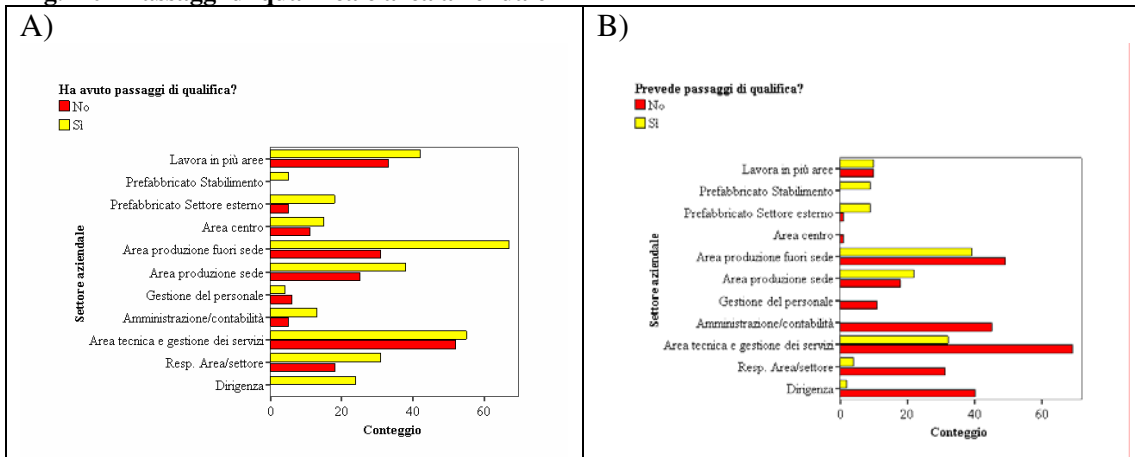 A)
Ha avuto passaggi di qualifica?
No
Sì
Settore aziendale
Lavora in più aree
Prefabbricato Stabilimento
Prefabbricato Settore esterno
Area centro
Area produzione fuori sede
Area produzione sede
Gestione del personale
Amministrazione/contabilità
Area tecnica e gestione dei servizi
Resp. Area/settore
Dirigenza
0 20 40 60
Conteggio
B)
Prevede passaggi di qualifica?
No
Sì
Settore aziendale
Lavora in più aree
Prefabbricato Stabilimento
Prefabbricato Settore esterno
Area centro
Area produzione fuori sede
Area produzione sede
Gestione del personale
Amministrazione/contabilità
Area tecnica e gestione dei servizi
Resp. Area/settore
Dirigenza
0 20 40 60
Conteggio